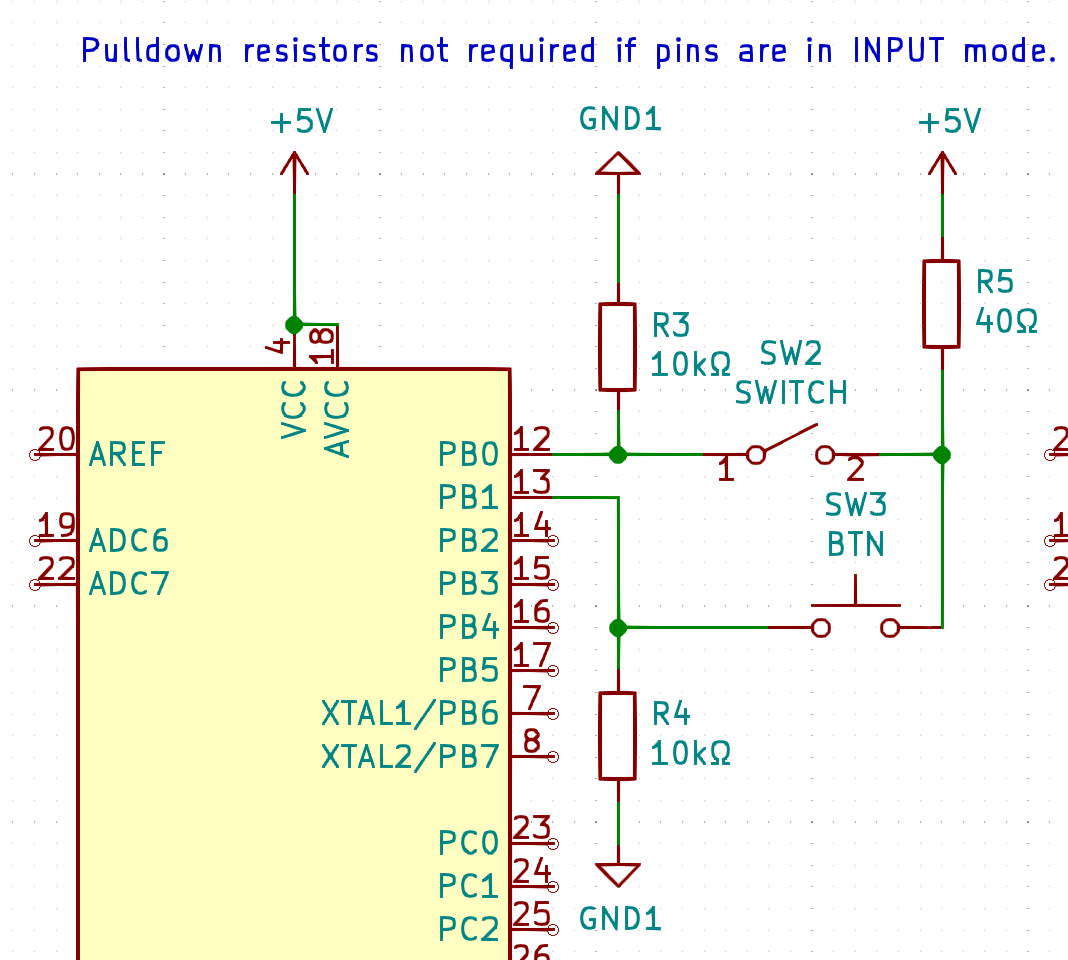 Pulldown resistors not required if pins are in INPUT mode.
+5V
GND1
+5V
R5
40Ω
R3
10kΩ
SW2
SWITCH
4
18
VCC
AVCC
20
AREF
PB0
12
1
2
2
PB1
13
SW3
BTN
19
ADC6
PB2
14
1
22
ADC7
PB3
15
2
PB4
16
PB5
17
XTAL1/PB6
7
R4
10kΩ
XTAL2/PB7
8
PC0
23
PC1
24
PC2
25
GND1
26